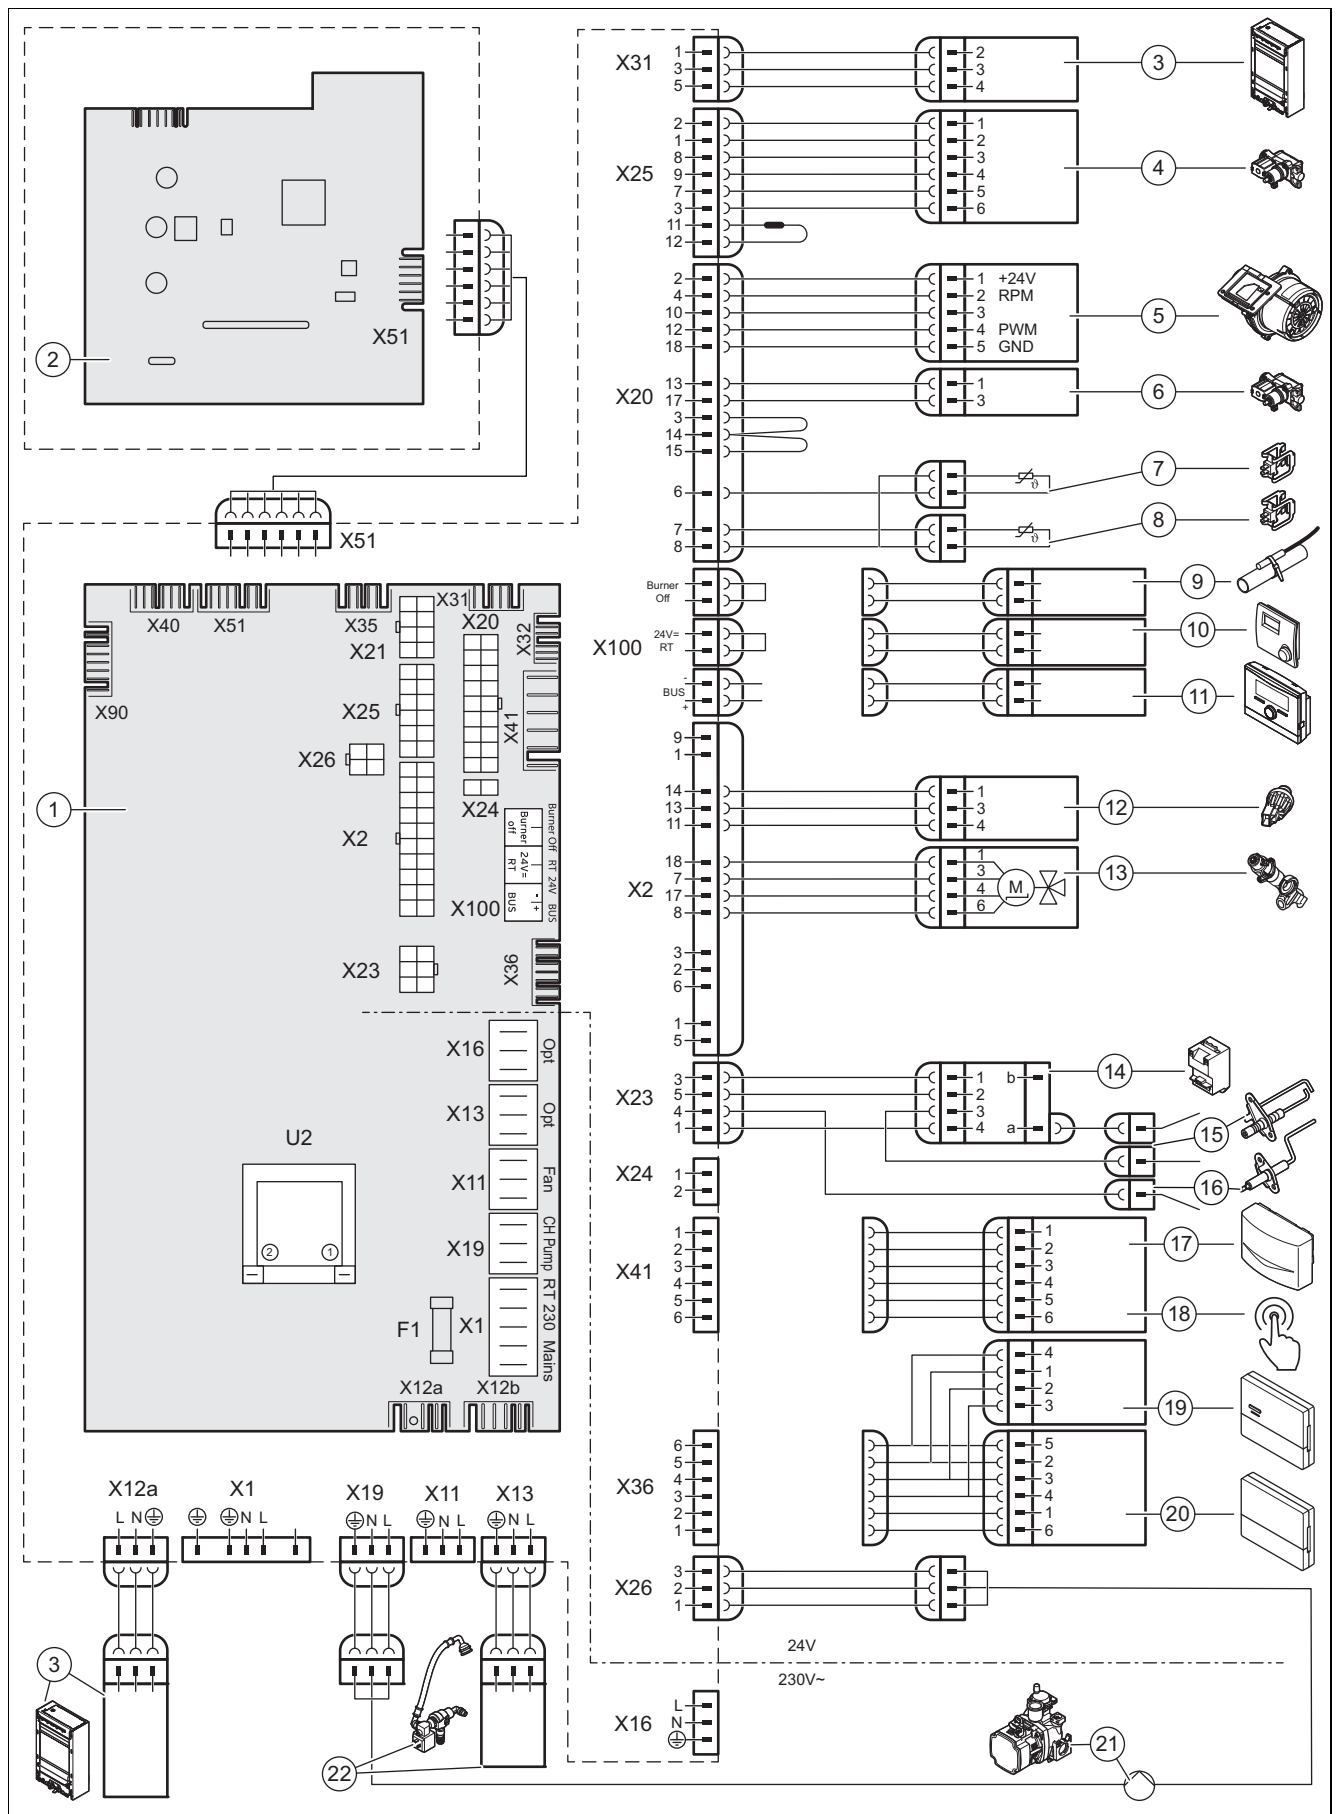 X51
2
X51
X40 X51 X35 X31
X20
X32
X21
X90
X25
X41
X26
X24
1
X2
Burner off
Burner Off
24V= RT
RT 24V
BUS
- +
BUS
X100
X23
X36
X16 Opt
X13 Opt
U2
X11 Fan
X19 CH Pump
2 1
F1 X1 RT 230 Mains
X12a X12b
X12a X1 X19 X11 X13
L N
N L
N L
N L
N L
3
22
X31
1 2
3 3
5 4
3
X25
2 1
1 2
8 3
9 4
7 5
3 6
11
12
4
X20
2 1 +24V
4 2 RPM
10 3
12 4 PWM
18 5 GND
5
13 1
17 3
6
3
14
15
6
ϑ
7
7
8
ϑ
8
Burner
Off
9
X100
24V=
RT
10
-
BUS
+
11
X2
9
1
14 1
13 3
11 4
12
18 1
7 3
17 4
8 6
M
13
3
2
6
1
5
X23
3 1 b
5 2
4 3
1 4 a
14
15
16
X24
1
2
X41
1 1
2 2
3 3
4 4
5 5
6 6
17
18
4
1
2
3
19
X36
6 5
5 2
4 3
3 4
2 1
1 6
20
X26
3
2
1
24V
230V~
X16
L
N
21